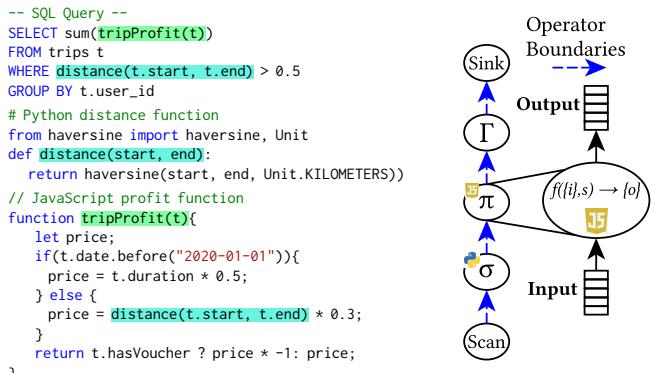 -- SQL Query --
SELECT sum(tripProfit(t))
FROM trips t
WHERE distance(t.start, t.end) > 0.5
GROUP BY t.user_id
# Python distance function
from haversine import haversine, Unit
def distance(start, end):
return haversine(start, end, Unit.KILOMETERS))
// JavaScript profit function
function tripProfit(t){
let price;
if(t.date.before("2020-01-01")){
price = t.duration * 0.5;
} else {
price = distance(t.start, t.end) * 0.3;
}
return t.hasVoucher ? price * -1: price;
}
Operator
Boundaries
Sink
Γ
JS
π
σ
Scan
Output
f({i},s) → {o}
JS
Input